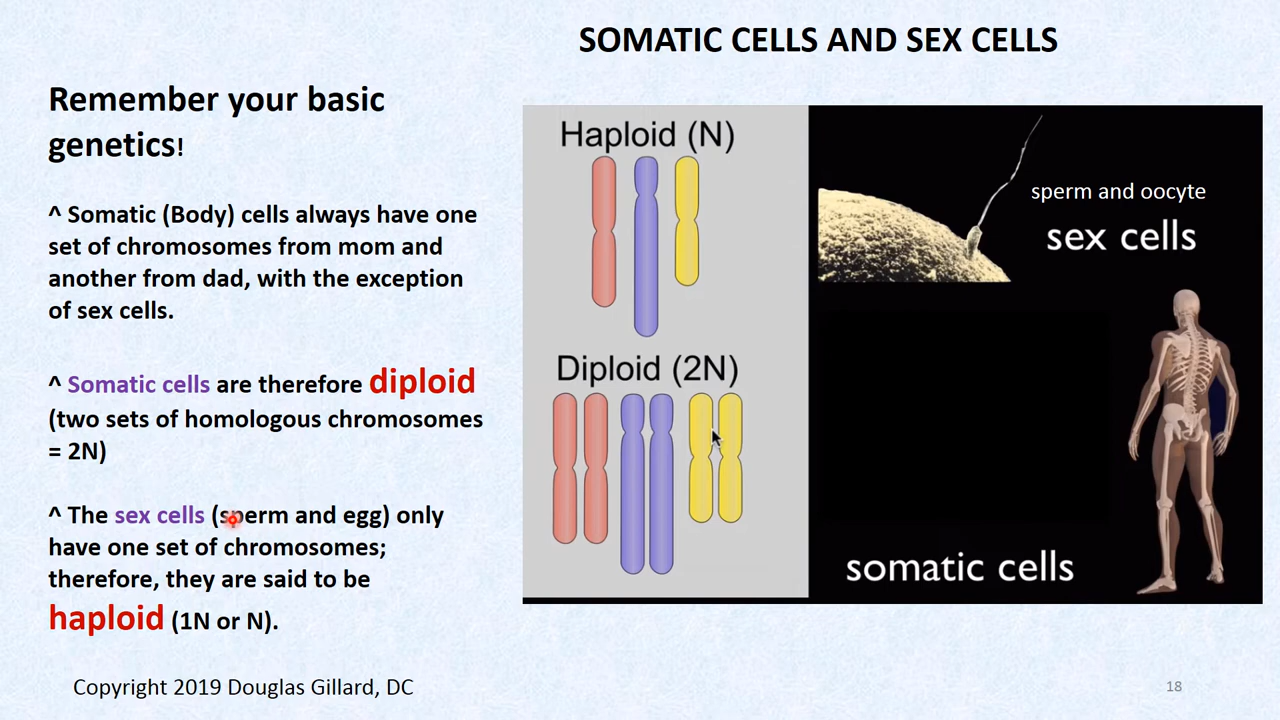 SOMATIC CELLS AND SEX CELLS
Remember your basic
genetics!
^ Somatic (Body) cells always have one
set of chromosomes from mom and
another from dad, with the exception
of sex cells.
^ Somatic cells are therefore diploid
(two sets of homologous chromosomes
= 2N)
^ The sex cells (sperm and egg) only
have one set of chromosomes;
therefore, they are said to be
haploid (1N or N).
Haploid (N)
Diploid (2N)
sperm and oocyte
sex cells
somatic cells
Copyright 2019 Douglas Gillard, DC
18